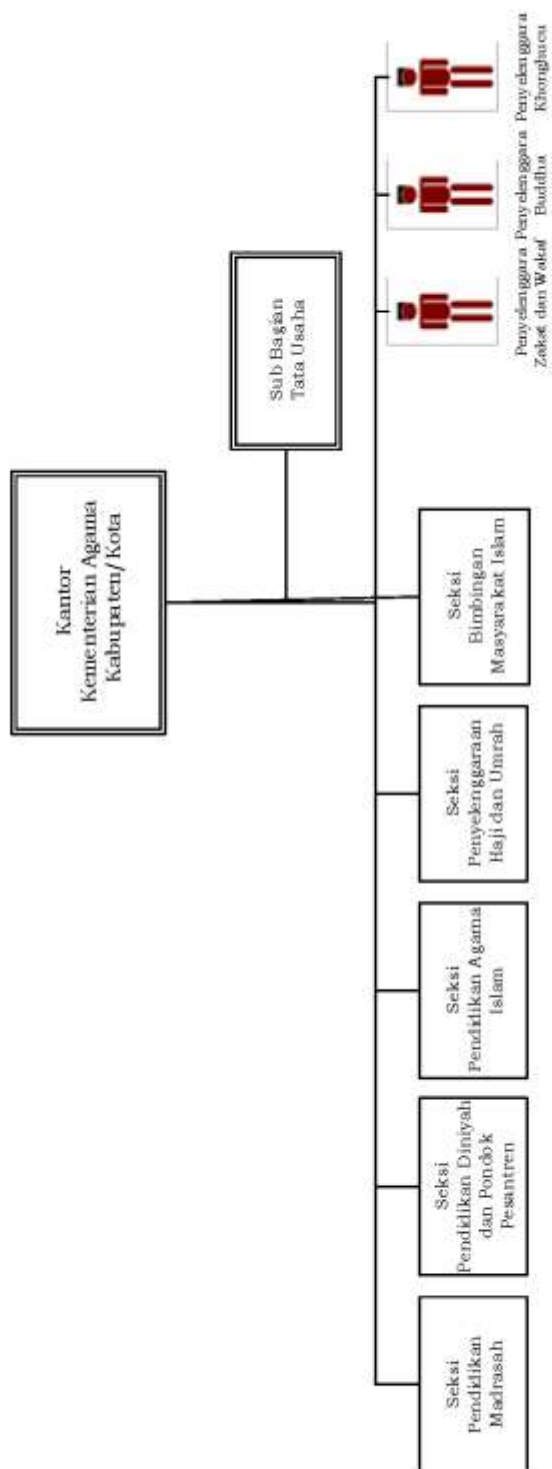 Kantor
Kementerian Agama
Kabupaten/Kota
Sub Bagian
Tata Usaha
Seksi
Pendidikan
Madrasah
Seksi
Pendidikan Diniyah
dan Pondok
Pesantren
Seksi
Pendidikan Agama
Islam
Seksi
Penyelenggaraan
Haji dan Umrah
Seksi
Bimbingan
Masyarakat Islam
Penyelenggara
Zakat dan Wakaf
Penyelenggara
Buddha
Penyelenggara
Khonghucu